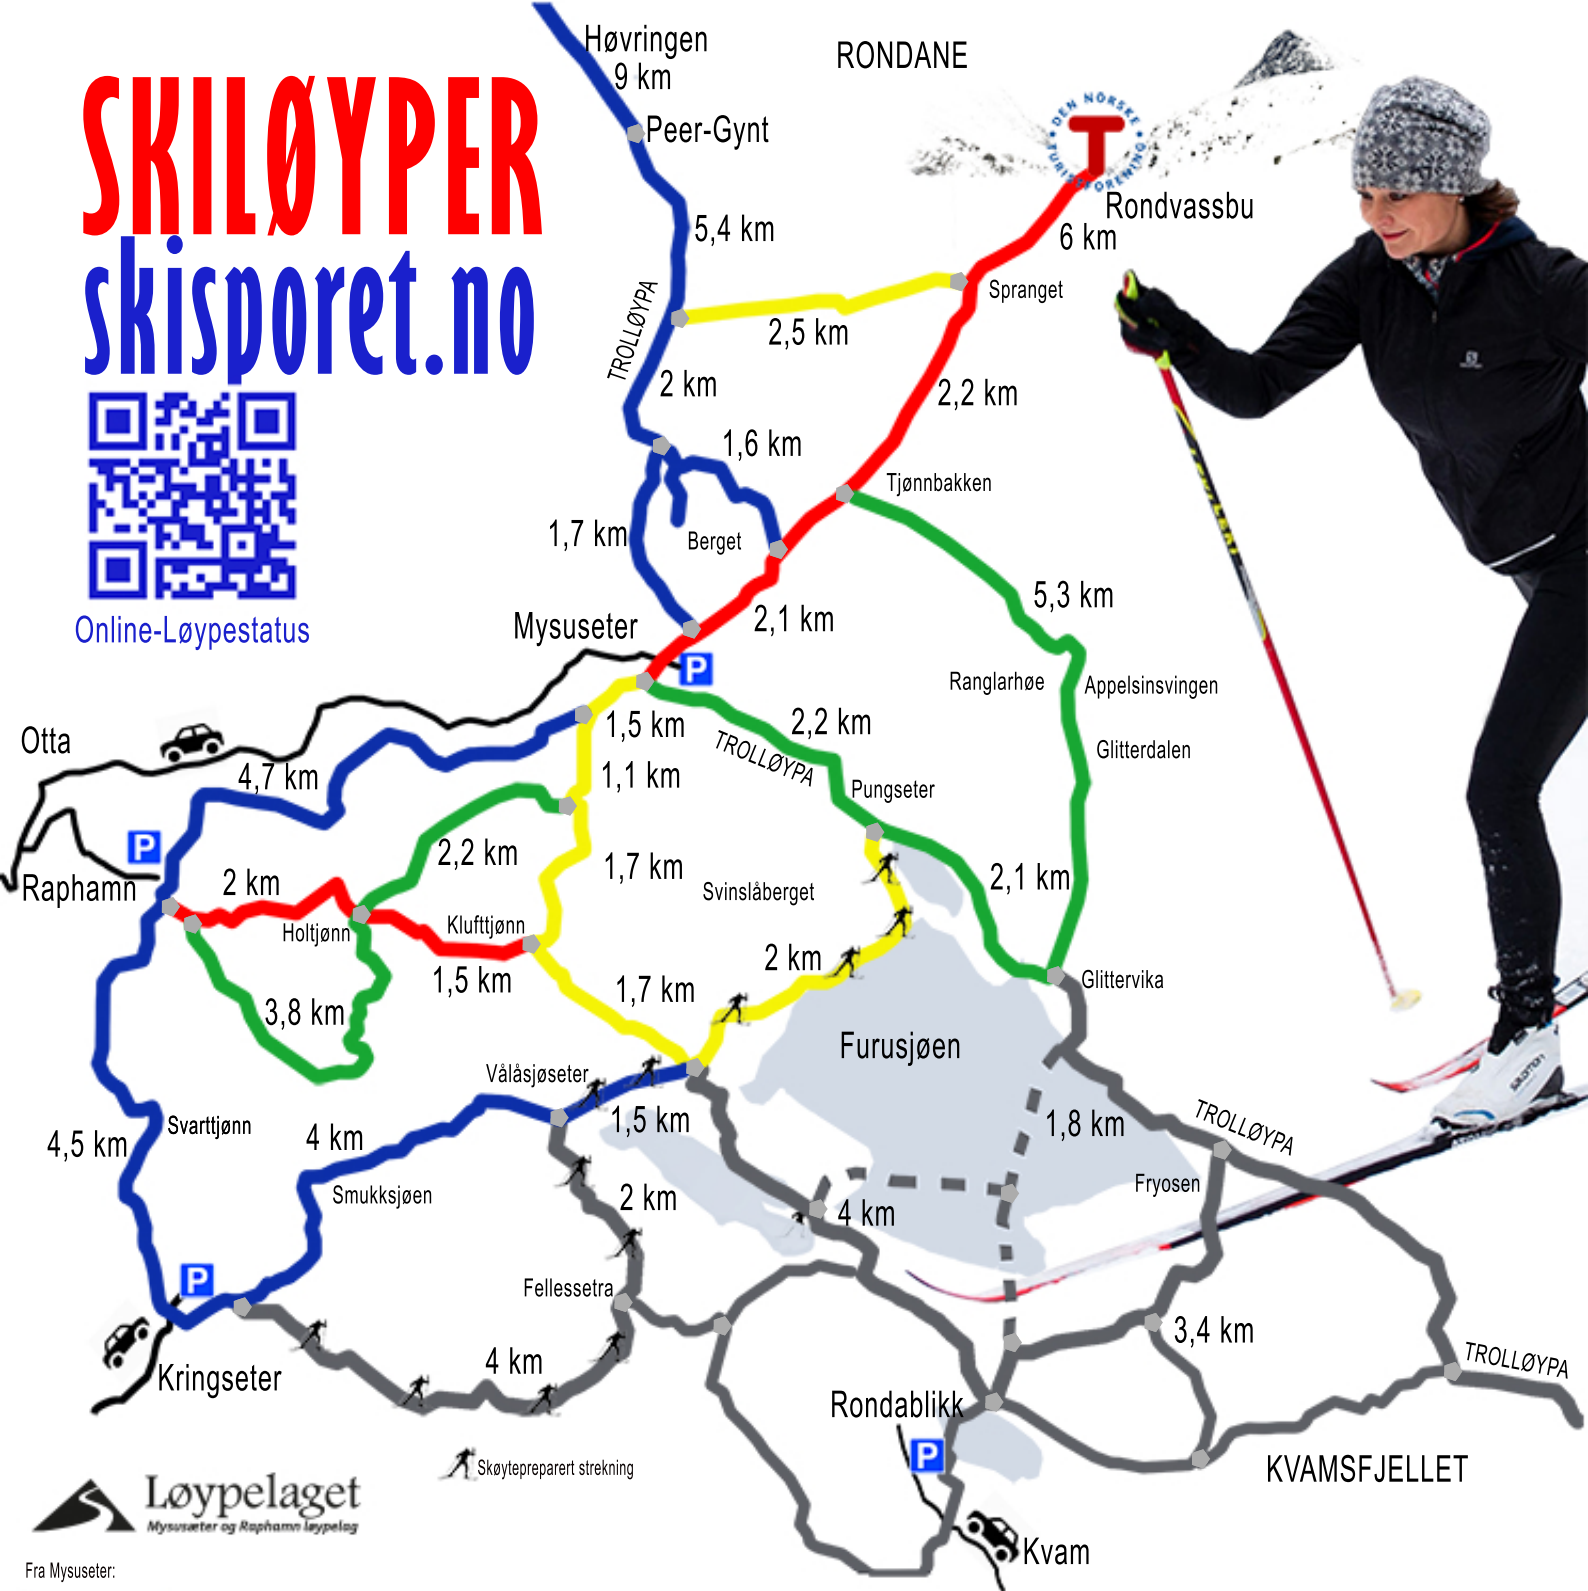 SKILØYPER
skisporet.no
Online-Løypestatus
Høvringen
9 km
RONDANE
Peer-Gynt
DEN NORSKE
TURISTFORENING
T
Rondvassbu
6 km
5,4 km
Spranget
TROLLØYPA
2,5 km
2 km
2,2 km
1,6 km
Tjønnbakken
1,7 km
Berget
5,3 km
Mysuseter
2,1 km
P
Ranglarhøe
Appelsinsvingen
Otta
1,5 km
2,2 km
TROLLØYPA
Glitterdalen
4,7 km
1,1 km
Pungseter
P
2,2 km
1,7 km
Raphamn
2 km
Svinslåberget
2,1 km
Holtjønn
Klufttjønn
2 km
1,5 km
1,7 km
Glittervika
3,8 km
Furusjøen
Vålåsjøseter
1,5 km
1,8 km
TROLLØYPA
Svarttjønn
4,5 km
4 km
Smukksjøen
2 km
Fryosen
4 km
P
Fellessetra
3,4 km
Kringseter
4 km
TROLLØYPA
Rondablikk
P
Skøytepreparert strekning
KVAMSFJELLET
Løypelaget
Mysusæter og Raphamn løypelag
Kvam
Fra Mysuseter:
salomon